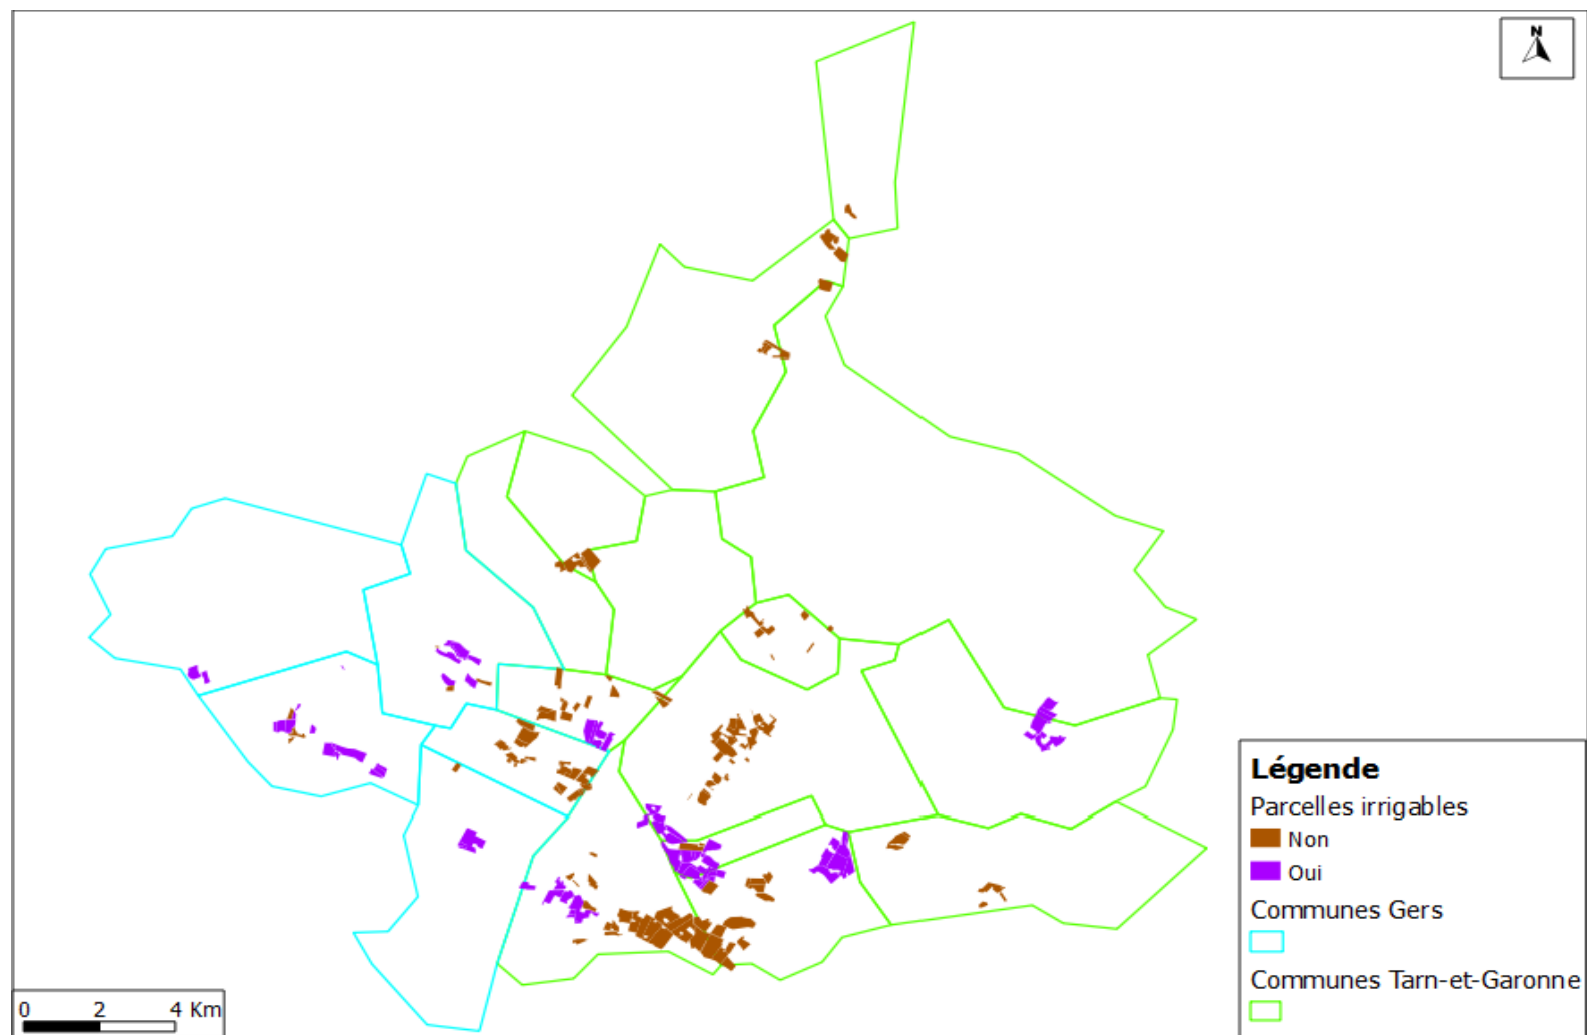 N
Légende
Parcelles irrigables
Non
Oui
Communes Gers
Communes Tarn-et-Garonne
0 2 4 Km